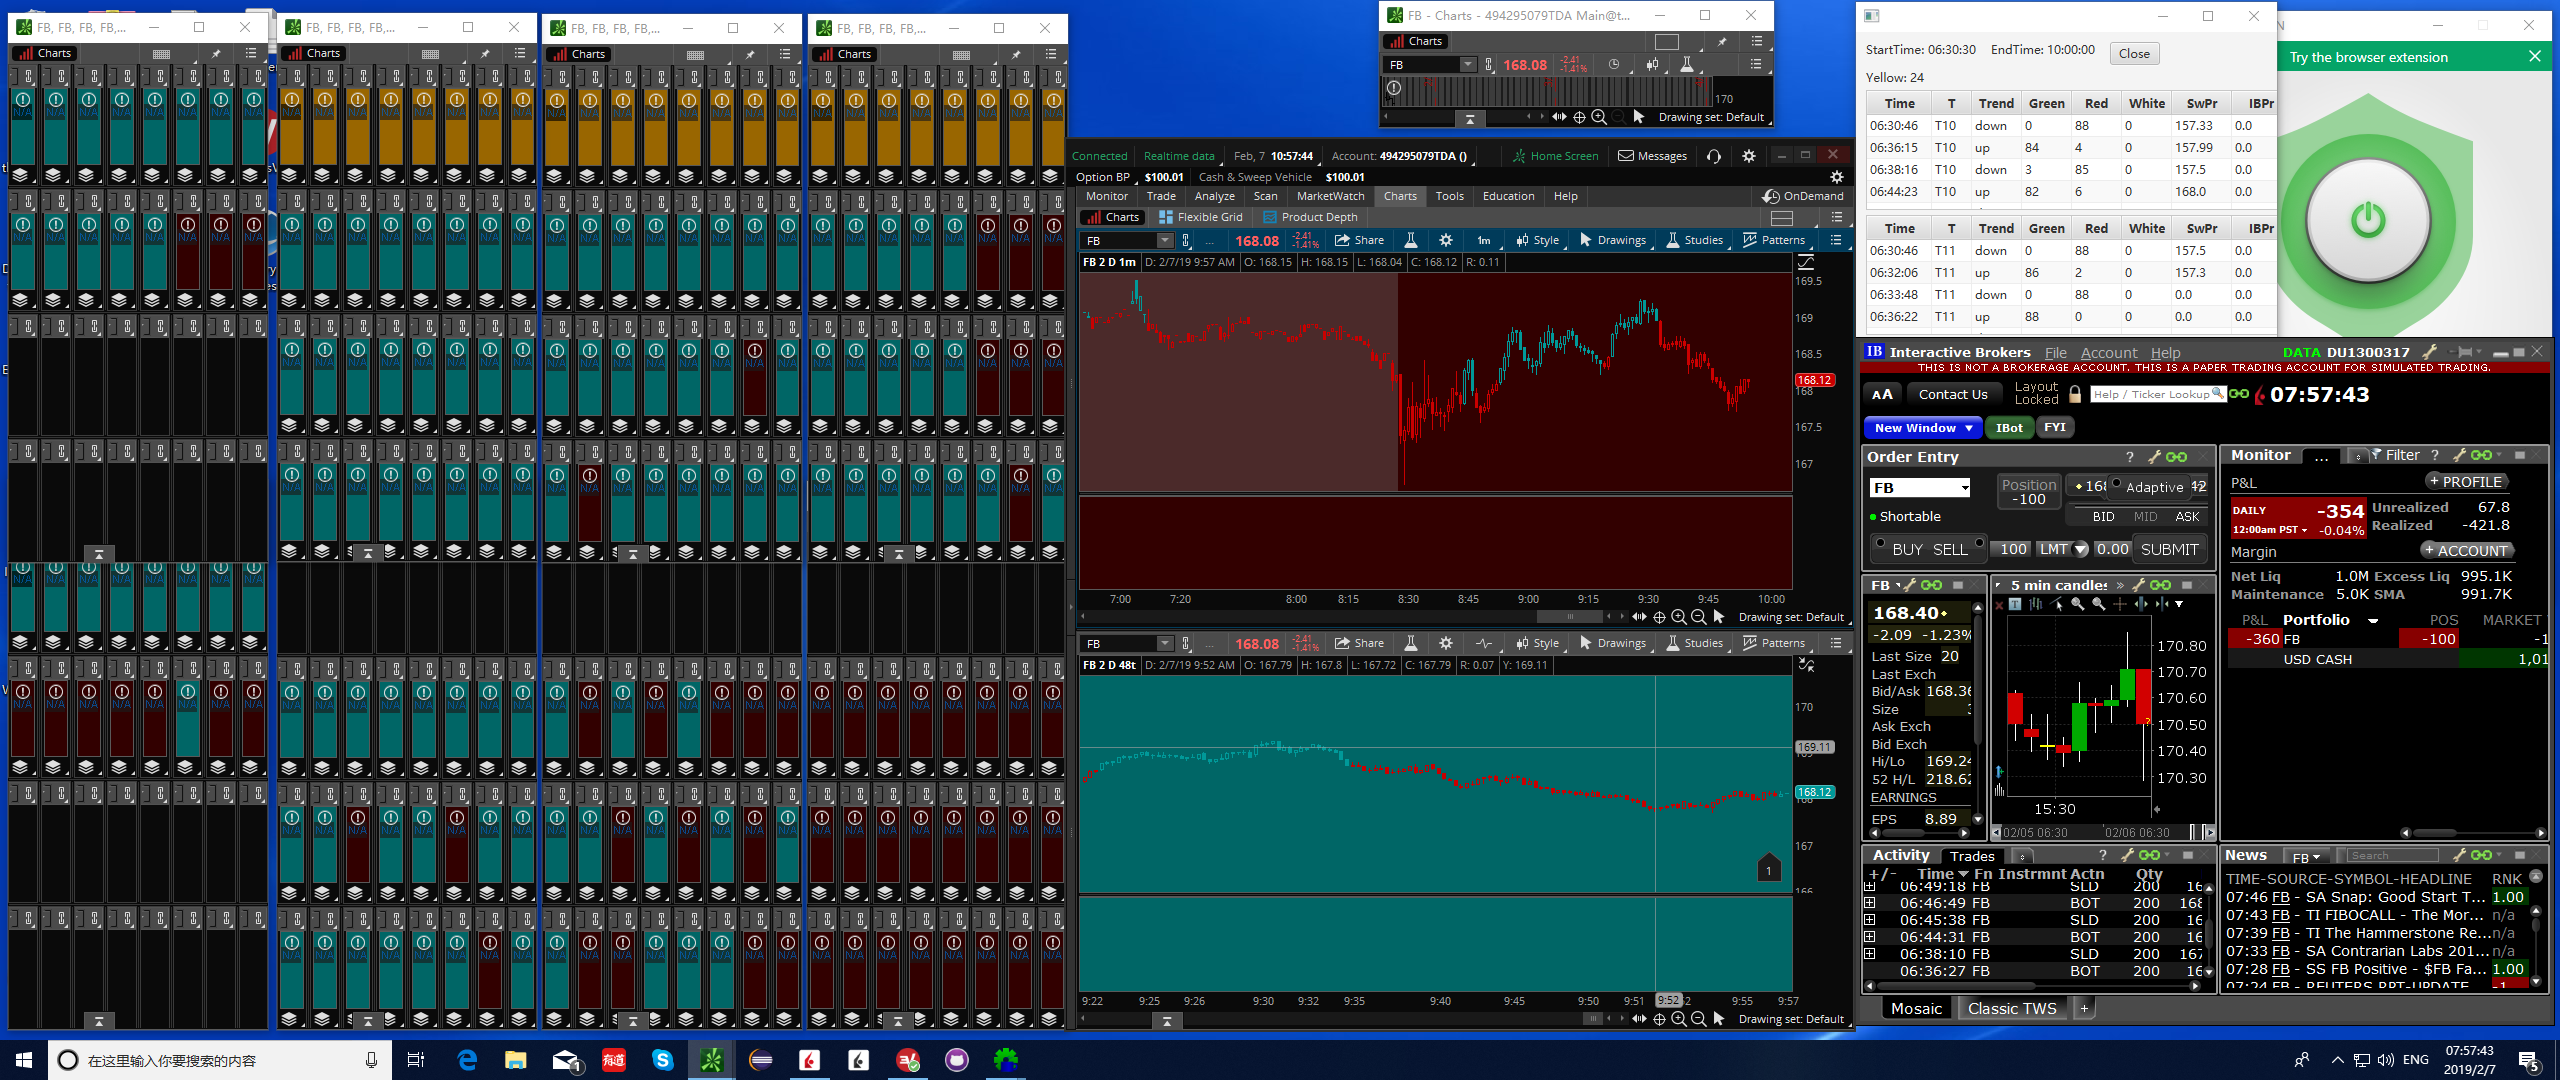 FB, FB, FB, FB,...
Charts
FB, FB, FB, FB,...
Charts
FB, FB, FB, FB,...
Charts
FB, FB, FB, FB,...
Charts
N/A
FB - Charts - 494295079TDA Main@t...
Charts
FB 168.08 -2.41 -1.41%
170
Drawing set: Default
Connected Realtime data Feb, 7 10:57:44 Account: 494295079TDA () Home Screen Messages
Option BP $100.01 Cash & Sweep Vehicle $100.01
Monitor Trade Analyze Scan MarketWatch Charts Tools Education Help OnDemand
Charts Flexible Grid Product Depth
FB 168.08 -2.41 -1.41% Share 1m Style Drawings Studies Patterns
FB 2 D 1m D: 2/7/19 9:57 AM O: 168.15 H: 168.15 L: 168.04 C: 168.12 R: 0.11
169.5
169
168.5
168.12
168
167.5
167
7:00 7:20 8:00 8:15 8:30 8:45 9:00 9:15 9:30 9:45 10:00
Drawing set: Default
FB 168.08 -2.41 -1.41% Share Style Drawings Studies Patterns
FB 2 D 48t D: 2/7/19 9:52 AM O: 167.79 H: 167.8 L: 167.72 C: 167.79 R: 0.07 Y: 169.11
170
169.11
168.12
167
1
166
9:22 9:25 9:26 9:30 9:32 9:35 9:40 9:45 9:50 9:51 9:52 9:55 9:57
Drawing set: Default
StartTime: 06:30:30 EndTime: 10:00:00 Close
Yellow: 24
Time T Trend Green Red White SwPr IBPr
06:30:46 T10 down 0 88 0 157.33 0.0
06:36:15 T10 up 84 4 0 157.99 0.0
06:38:16 T10 down 3 85 0 157.5 0.0
06:44:23 T10 up 82 6 0 168.0 0.0
Time T Trend Green Red White SwPr IBPr
06:30:46 T11 down 0 88 0 157.5 0.0
06:32:06 T11 up 86 2 0 157.3 0.0
06:33:48 T11 down 0 88 0 0.0 0.0
06:36:22 T11 up 88 0 0 0.0 0.0
N
Try the browser extension
IB Interactive Brokers File Account Help DATA DU1300317
THIS IS NOT A BROKERAGE ACCOUNT. THIS IS A PAPER TRADING ACCOUNT FOR SIMULATED TRADING.
AA Contact Us Layout Locked Help / Ticker Lookup 07:57:43
New Window IBot FYI
Order Entry ?
FB Position -100 168 Adaptive 42
Shortable BID MID ASK
BUY SELL 100 LMT 0.00 SUBMIT
Monitor ... Filter ?
P&L + PROFILE
DAILY -354 Unrealized 67.8
12:00am PST -0.04% Realized -421.8
Margin + ACCOUNT
Net Liq 1.0M Excess Liq 995.1K
Maintenance 5.0K SMA 991.7K
P&L Portfolio POS MARKET
-360 FB -100 -1
USD CASH 1,01
FB
168.40
-2.09 -1.23%
Last Size 20
Last Exch
Bid/Ask 168.36
Size
Ask Exch
Bid Exch
Hi/Lo 169.24
52 H/L 218.62
EARNINGS
EPS 8.89
5 min candles »
170.80
170.70
170.60
170.50
170.40
170.30
15:30
02/05 06:30 02/06 06:30
Activity Trades ?
+/- Time Fn Instrmnt Actn Qty
06:49:18 FB SLD 200 16
06:46:49 FB BOT 200 168
06:45:38 FB SLD 200 16
06:44:31 FB BOT 200 16
06:38:10 FB SLD 200 167
06:36:27 FB BOT 200 16
News FB Search
TIME-SOURCE-SYMBOL-HEADLINE RNK
07:46 FB - SA Snap: Good Start T... 1.00
07:43 FB - TI FIBOCALL - The Mor... n/a
07:39 FB - TI The Hammerstone Re... n/a
07:33 FB - SA Contrarian Labs 201... n/a
07:28 FB - SS FB Positive - $FB Fa... 1.00
07:24 FB - REUTERS RPT-UPDATE -1
Mosaic Classic TWS +
在这里输入你要搜索的内容
1
有道
ENG
07:57:43
2019/2/7
5